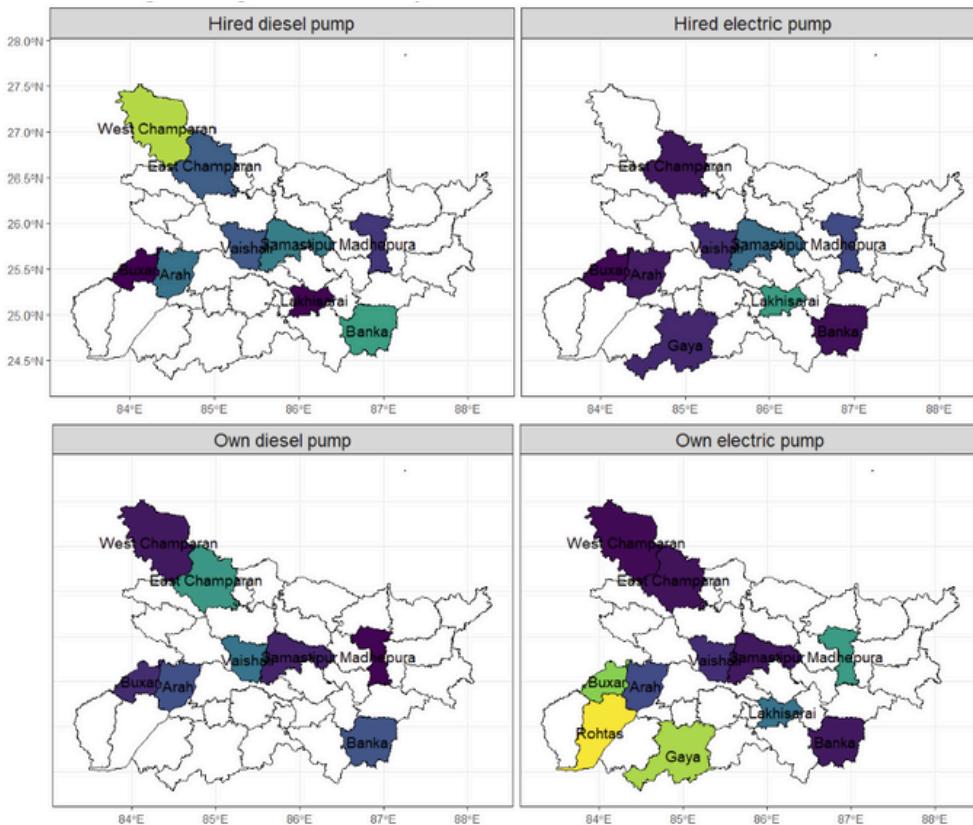 Hired diesel pump
Hired electric pump
28.0°N
27.5°N
27.0°N
26.5°N
26.0°N
25.5°N
25.0°N
24.5°N
West Champaran
East Champaran
Vaishali
Samastipur
Madhepura
Buxar
Arah
Lakhisarai
Banka
East Champaran
Vaishali
Samastipur
Madhepura
Buxar
Arah
Lakhisarai
Gaya
Banka
84°E 85°E 86°E 87°E 88°E
84°E 85°E 86°E 87°E 88°E
Own diesel pump
Own electric pump
West Champaran
East Champaran
Vaishali
Samastipur
Madhepura
Buxar
Arah
Banka
West Champaran
East Champaran
Vaishali
Samastipur
Madhepura
Buxar
Arah
Lakhisarai
Rohtas
Gaya
Banka
84°E 85°E 86°E 87°E 88°E
84°E 85°E 86°E 87°E 88°E